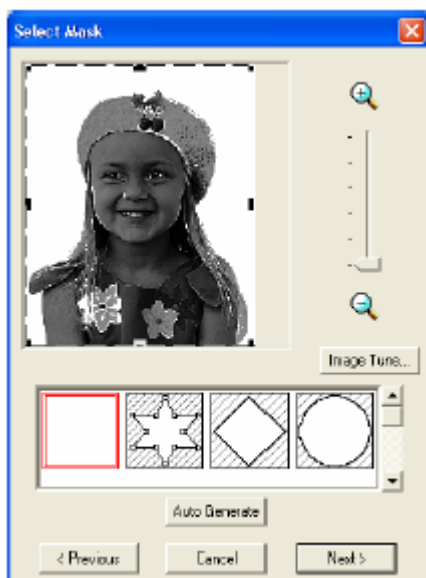 Select Mask
Image Tune...
Auto Generate
< Previous
Cancel
Next >